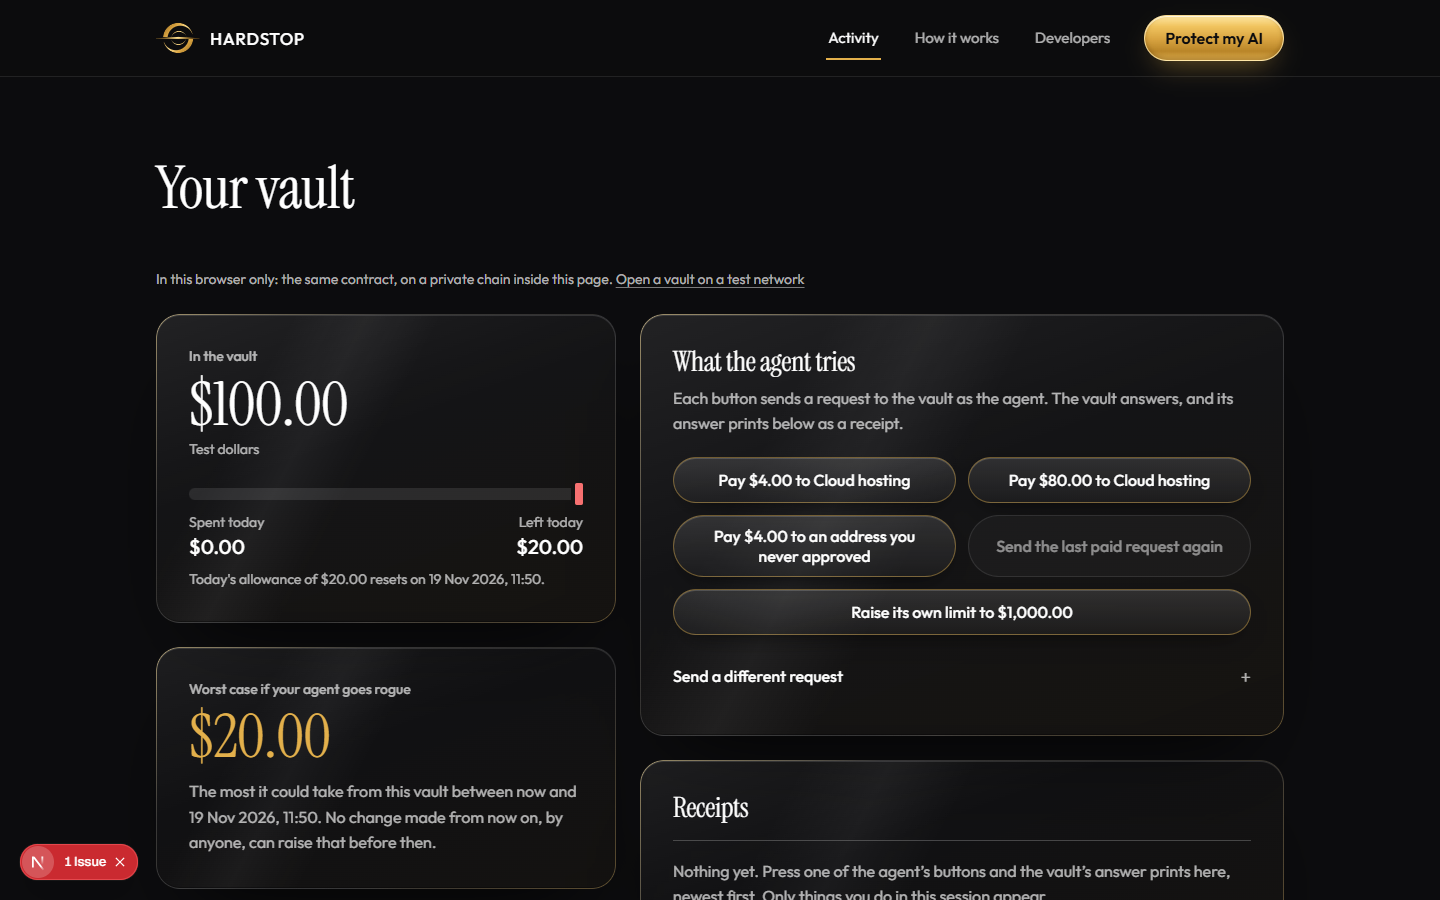 HARDSTOP
Activity
How it works
Developers
Protect my AI
Your vault
In this browser only: the same contract, on a private chain inside this page. Open a vault on a test network
In the vault
$100.00
Test dollars
Spent today
Left today
$0.00
$20.00
Today's allowance of $20.00 resets on 19 Nov 2026, 11:50.
Worst case if your agent goes rogue
$20.00
The most it could take from this vault between now and
19 Nov 2026, 11:50. No change made from now on, by
anyone, can raise that before then.
What the agent tries
Each button sends a request to the vault as the agent. The vault answers, and its
answer prints below as a receipt.
Pay $4.00 to Cloud hosting
Pay $80.00 to Cloud hosting
Pay $4.00 to an address you
never approved
Send the last paid request again
Raise its own limit to $1,000.00
Send a different request
+
Receipts
Nothing yet. Press one of the agent's buttons and the vault's answer prints here,
newest first. Only things you do in this session appear.
N
1 Issue